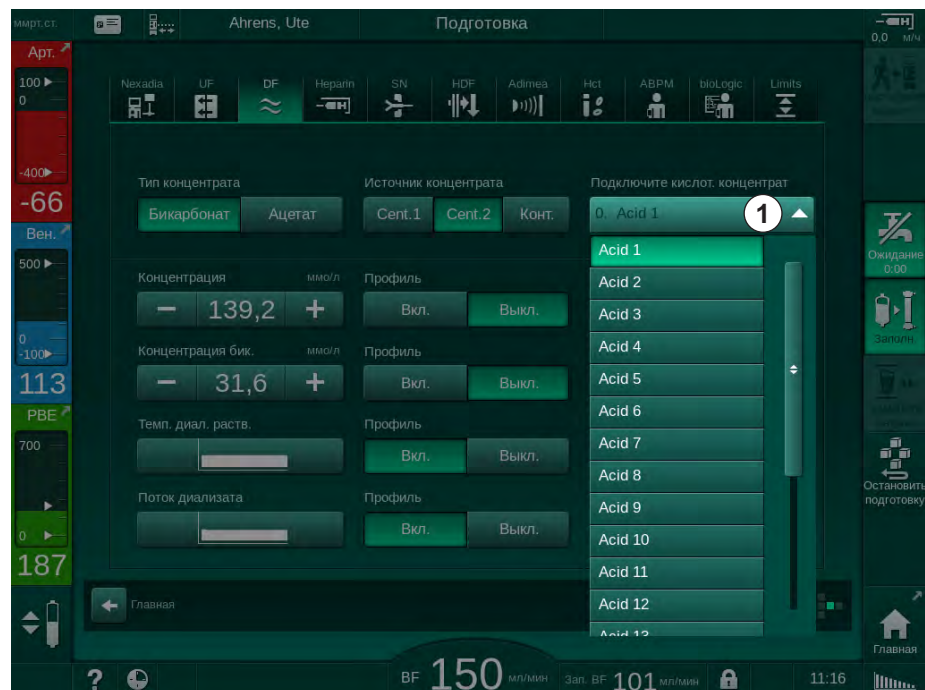 ммрт.ст. Ahrens, Ute Подготовка
0,0 м/ч
Арт.
100
0
-400
-66
Вен.
500
0
-100
113
PBE
700
0
187
Nexadia UF DF Heparin SN HDF Adimea Hct ABPM bioLogic Limits
Тип концентрата Источник концентрата Подключите кислот. концентрат
Бикарбонат Ацетат Cent.1 Cent.2 Конт. 0. Acid 1 1
Концентрация ммо/л Профиль
139,2 Вкл. Выкл.
Концентрация бик. ммо/л Профиль
31,6 Вкл. Выкл.
Темп. диал. раств. Профиль
Вкл. Выкл.
Поток диализата Профиль
Вкл. Выкл.
Acid 1
Acid 2
Acid 3
Acid 4
Acid 5
Acid 6
Acid 7
Acid 8
Acid 9
Acid 10
Acid 11
Acid 12
Acid 13
Ожидание
0:00
Заполн.
Остановить
подготовку
Главная
Главная
? BF 150 мл/мин Зап. BF 101 мл/мин 11:16